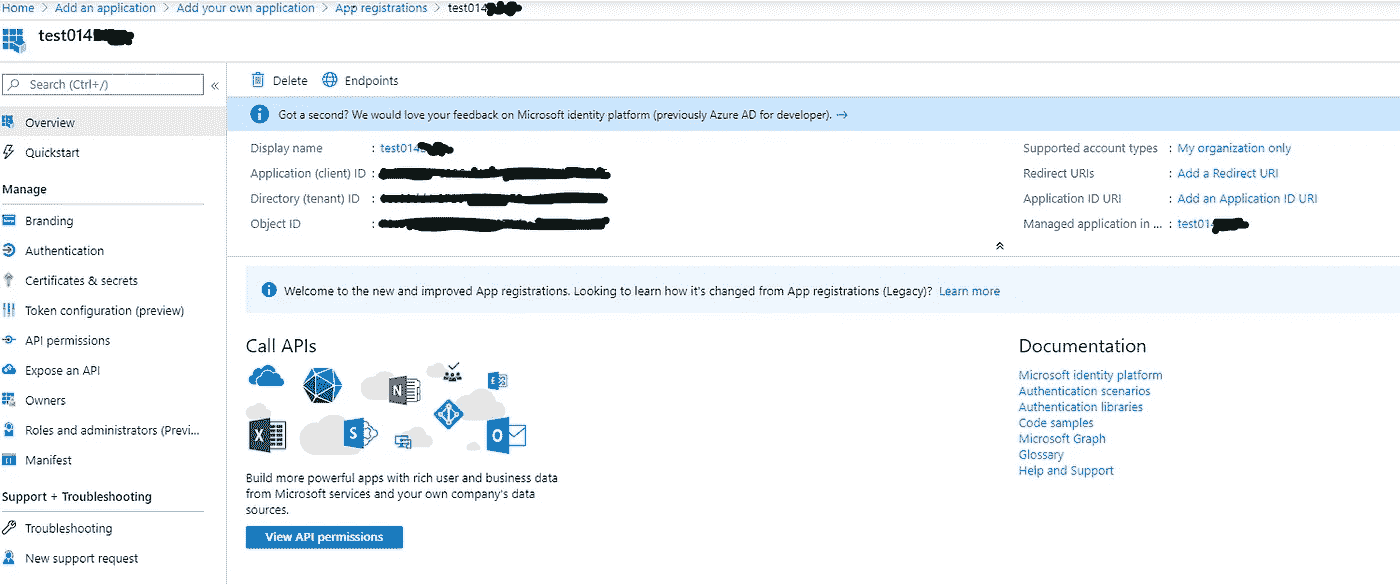 Home > Add an application > Add your own application > App registrations > test014
test014
Search (Ctrl+/) «
Overview
Quickstart
Manage
Branding
Authentication
Certificates & secrets
Token configuration (preview)
API permissions
Expose an API
Owners
Roles and administrators (Previ...
Manifest
Support + Troubleshooting
Troubleshooting
New support request
Delete Endpoints
Got a second? We would love your feedback on Microsoft identity platform (previously Azure AD for developer). →
Display name : test014
Application (client) ID :
Directory (tenant) ID :
Object ID :
Supported account types : My organization only
Redirect URIs : Add a Redirect URI
Application ID URI : Add an Application ID URI
Managed application in ... : test01
Welcome to the new and improved App registrations. Looking to learn how it's changed from App registrations (Legacy)? Learn more
Call APIs
N
E
X
S
O
Build more powerful apps with rich user and business data
from Microsoft services and your own company's data
sources.
View API permissions
Documentation
Microsoft identity platform
Authentication scenarios
Authentication libraries
Code samples
Microsoft Graph
Glossary
Help and Support